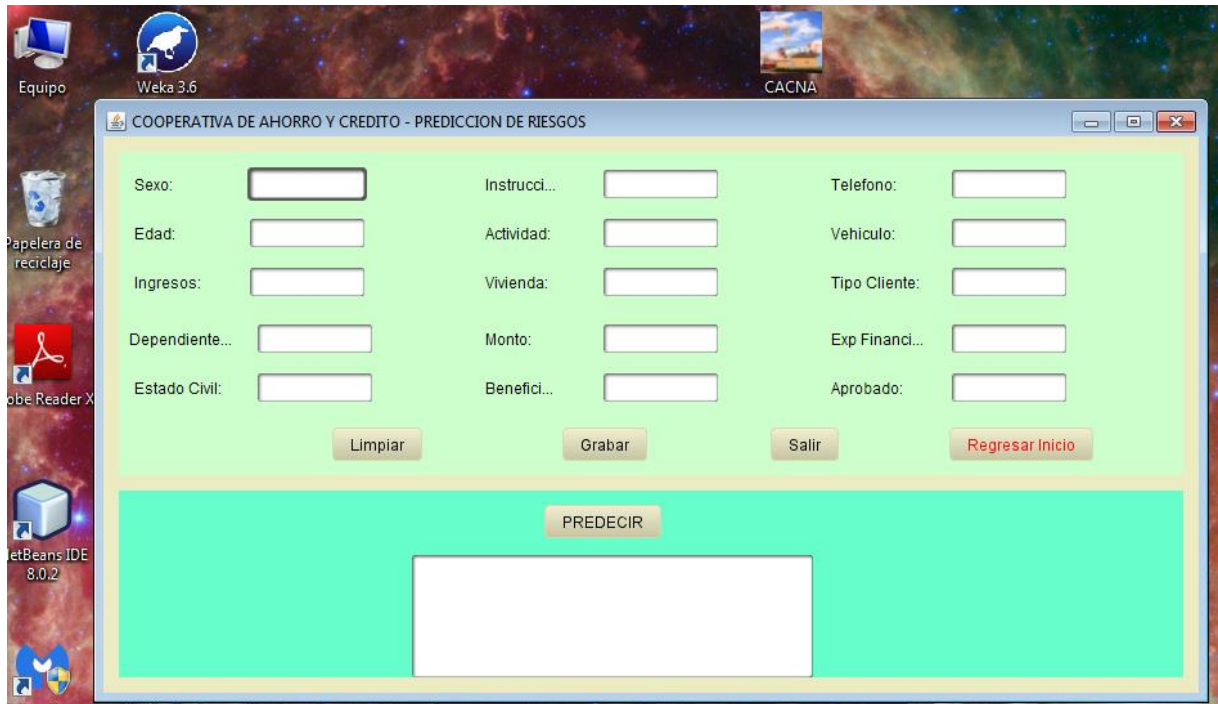 Equipo
Weka 3.6
CACNA
COOPERATIVA DE AHORRO Y CREDITO - PREDICCION DE RIESGOS
Sexo:
Instrucci...
Telefono:
Papelera de
reciclaje
Edad:
Actividad:
Vehiculo:
Ingresos:
Vivienda:
Tipo Cliente:
Dependiente...
Monto:
Exp Financi...
obe Reader X
Estado Civil:
Benefici...
Aprobado:
Limpiar
Grabar
Salir
Regresar Inicio
PREDECIR
letBeans IDE
8.0.2